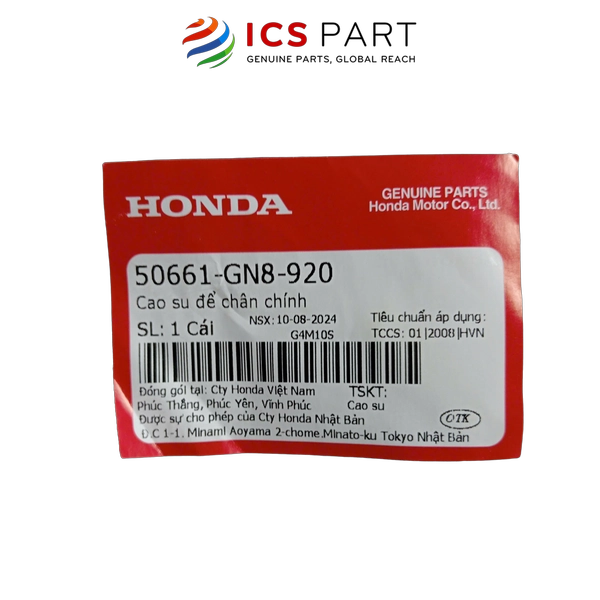 ICS PART
GENUINE PARTS, GLOBAL REACH
HONDA
GENUINE PARTS
Honda Motor Co., Ltd.
50661-GN8-920
Cao su để chân chính
SL: 1 Cái
NSX: 10-08-2024
G4M10S
Tiêu chuẩn áp dụng:
TCCS: 01|2008|HVN
Đóng gói tại: Cty Honda Việt Nam
Phúc Thắng, Phúc Yên, Vĩnh Phúc
TSKT:
Cao su
Được sự cho phép của Cty Honda Nhật Bản
Đ.C 1-1, Minami Aoyama 2-chome,Minato-ku Tokyo Nhật Bản
OTK